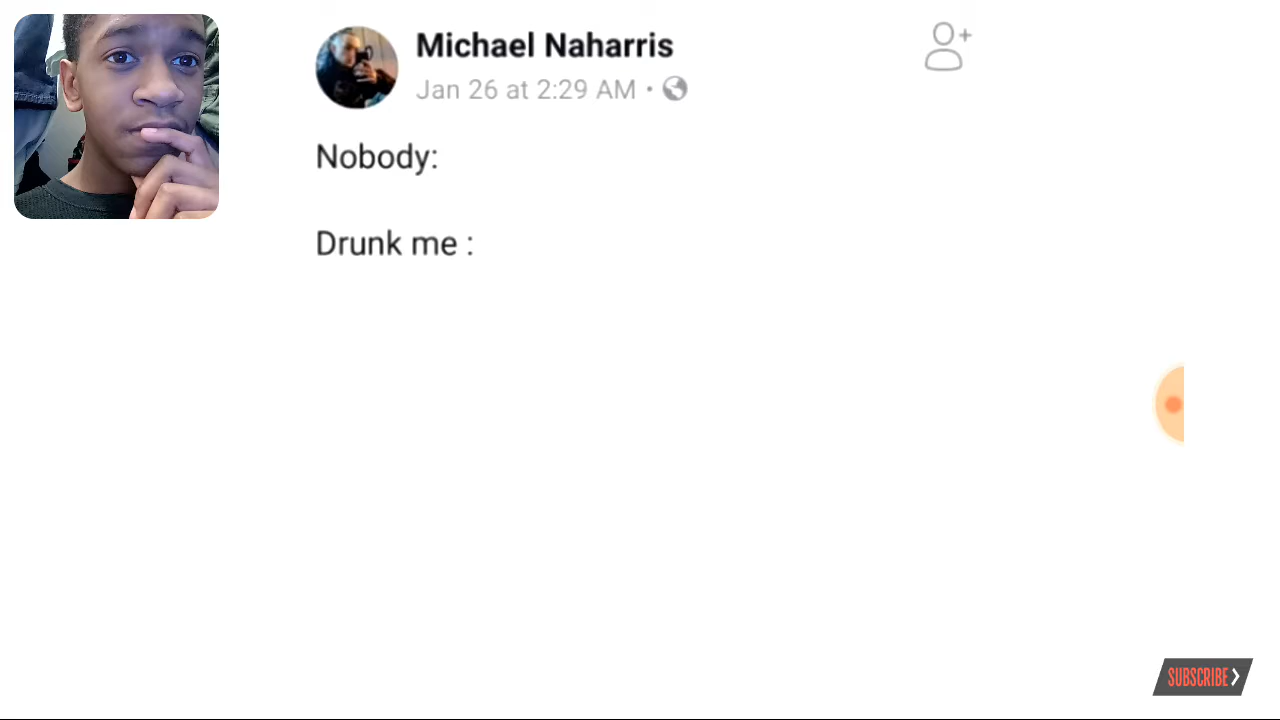 Michael Naharris
Jan 26 at 2:29 AM •
Nobody:
Drunk me :
SUBSCRIBE